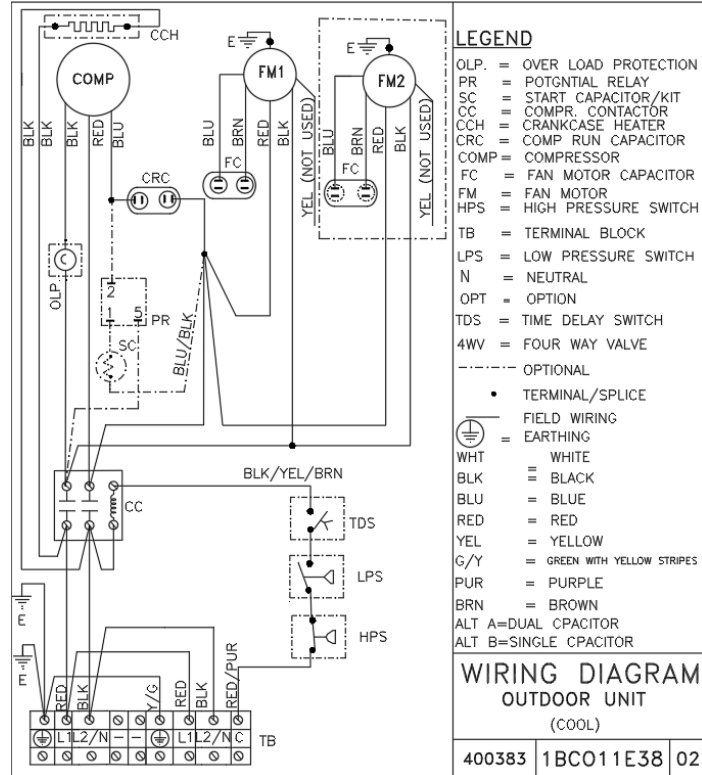 CCH
E
E
COMP
FM1
FM2
BLK
BLK
BLK
RED
BLU
BLU
BRN
RED
BLK
YEL (NOT USED)
BLU
BRN
RED
BLK
YEL (NOT USED)
FC
FC
CRC
C
OLP
2
1
5
PR
SC
BLU/BLK
CC
BLK/YEL/BRN
TDS
LPS
HPS
E
E
RED
BLK
Y/G
RED
BLK
RED/PUR
L1 L2/N - - L1 L2/N C
TB
LEGEND
OLP. = OVER LOAD PROTECTION
PR = POTGNTIAL RELAY
SC = START CAPACITOR/KIT
CC = COMPR. CONTACTOR
CCH = CRANKCASE HEATER
CRC = COMP RUN CAPACITOR
COMP = COMPRESSOR
FC = FAN MOTOR CAPACITOR
FM = FAN MOTOR
HPS = HIGH PRESSURE SWITCH
TB = TERMINAL BLOCK
LPS = LOW PRESSURE SWITCH
N = NEUTRAL
OPT = OPTION
TDS = TIME DELAY SWITCH
4WV = FOUR WAY VALVE
OPTIONAL
TERMINAL/SPLICE
FIELD WIRING
= EARTHING
WHT = WHITE
BLK = BLACK
BLU = BLUE
RED = RED
YEL = YELLOW
G/Y = GREEN WITH YELLOW STRIPES
PUR = PURPLE
BRN = BROWN
ALT A=DUAL CPACITOR
ALT B=SINGLE CPACITOR
WIRING DIAGRAM
OUTDOOR UNIT
(COOL)
400383 1BC011E38 02